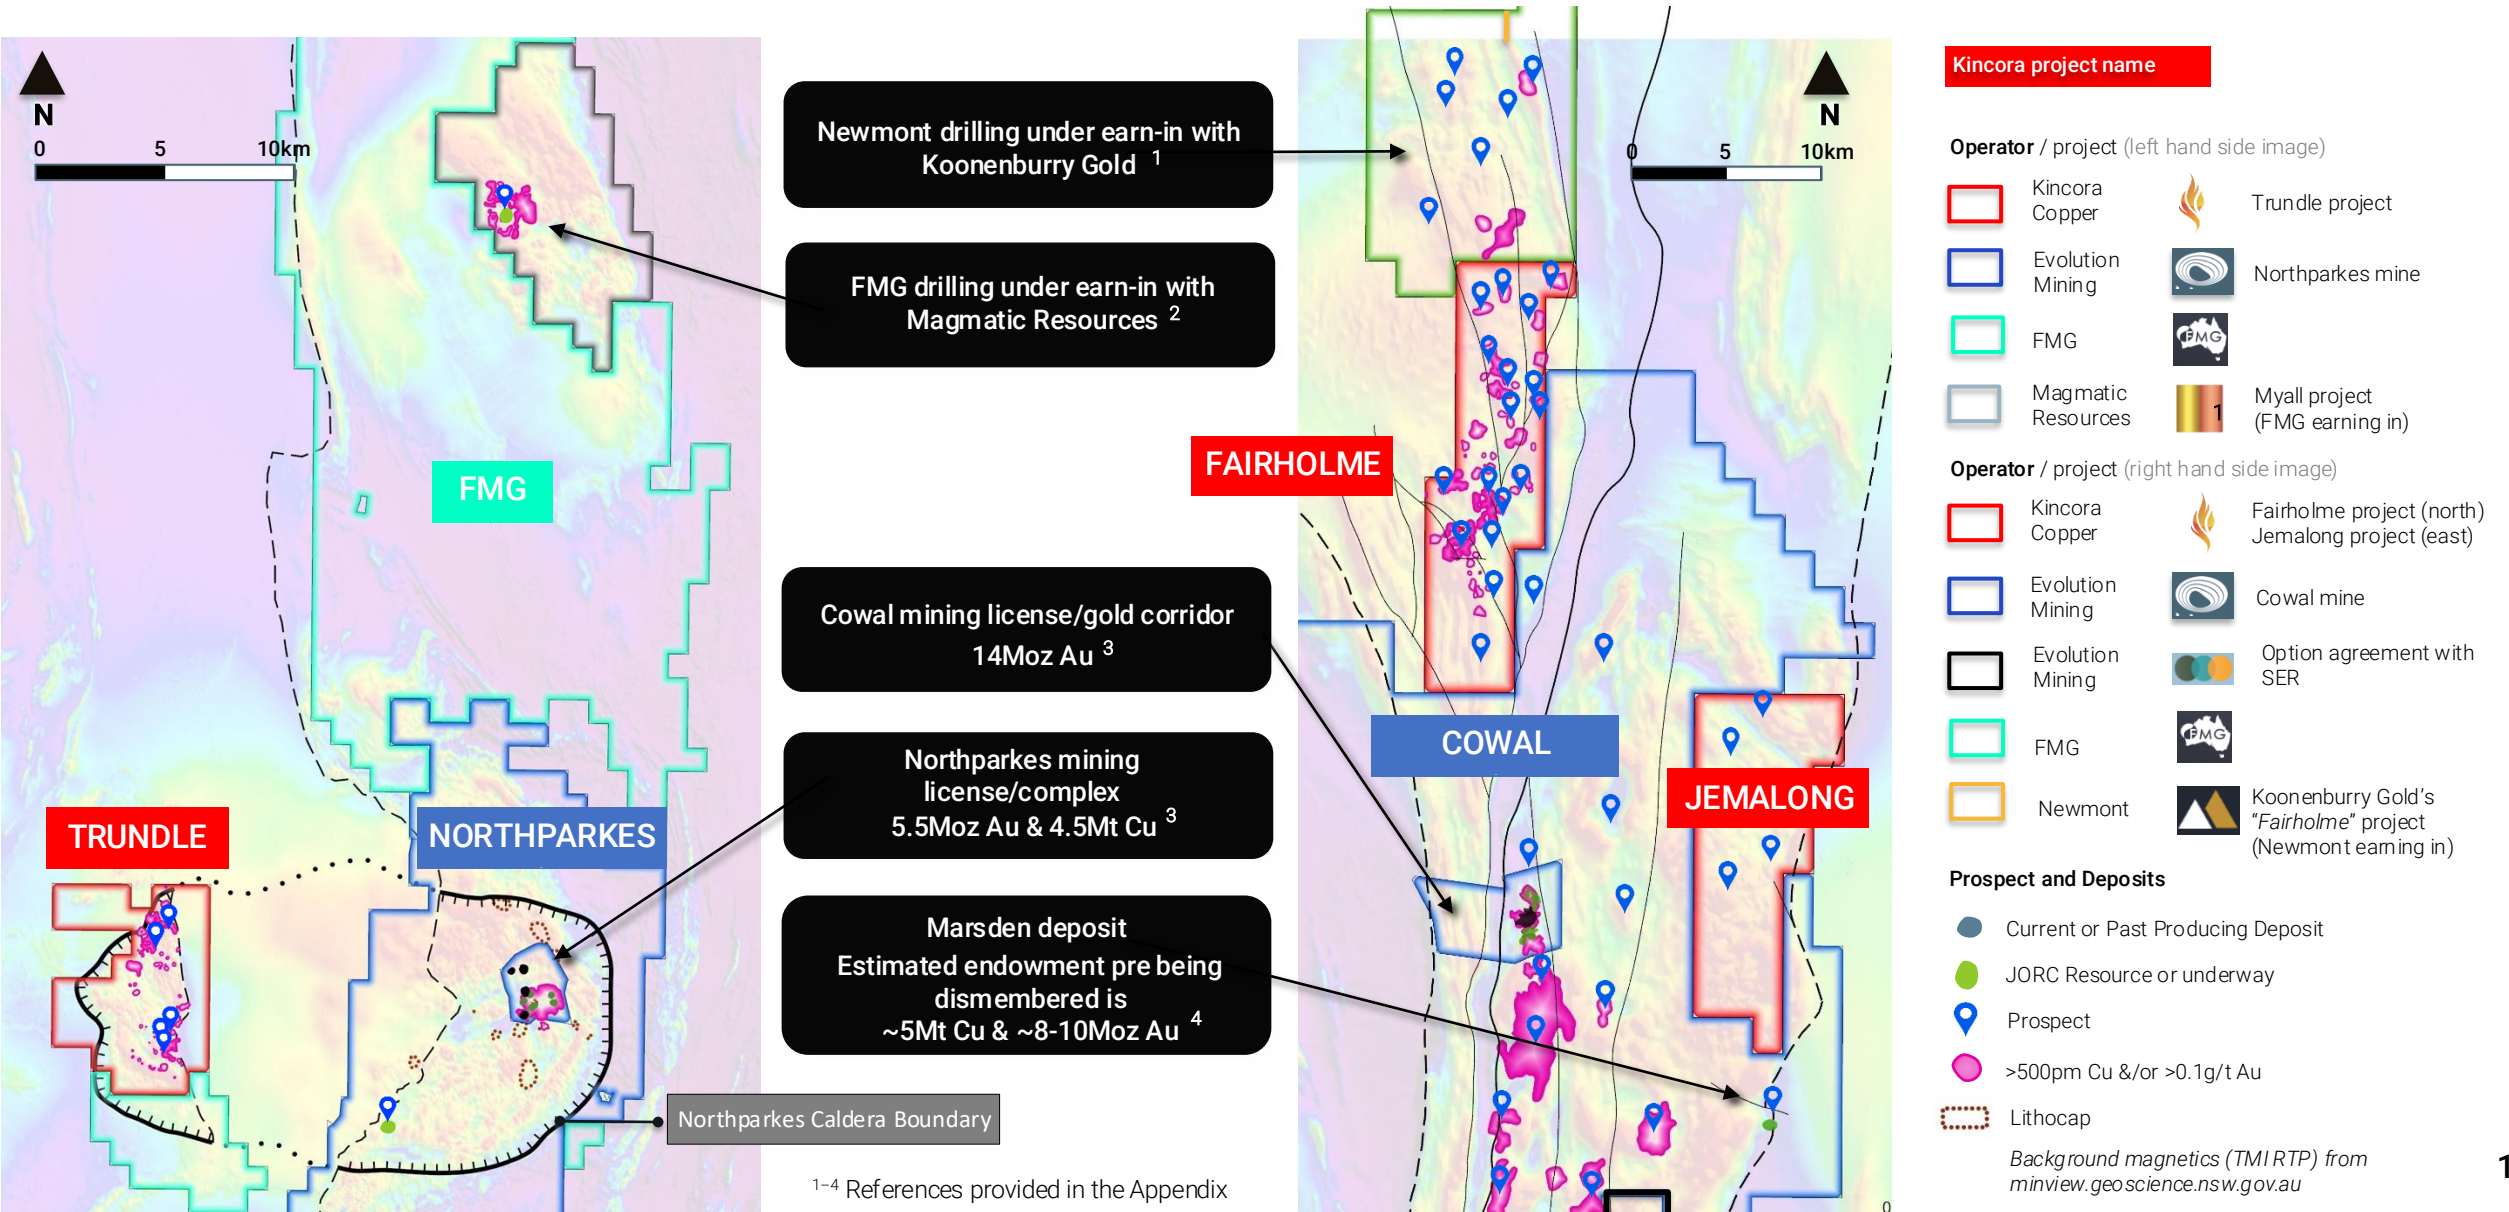 N
0 5 10km
FMG
TRUNDLE
NORTHPARKES
Newmont drilling under earn-in with
Koonenburry Gold 1
FMG drilling under earn-in with
Magmatic Resources 2
Cowal mining license/gold corridor
14Moz Au 3
Northparkes mining
license/complex
5.5Moz Au & 4.5Mt Cu 3
Marsden deposit
Estimated endowment pre being
dismembered is
~5Mt Cu & ~8-10Moz Au 4
Northparkes Caldera Boundary
1–4 References provided in the Appendix
N
0 5 10km
FAIRHOLME
COWAL
JEMALONG
0
Kincora project name
Operator / project (left hand side image)
Kincora
Copper
Trundle project
Evolution
Mining
Northparkes mine
FMG
FMG
Magmatic
Resources
1
Myall project
(FMG earning in)
Operator / project (right hand side image)
Kincora
Copper
Fairholme project (north)
Jemalong project (east)
Evolution
Mining
Cowal mine
Evolution
Mining
Option agreement with
SER
FMG
FMG
Newmont
Koonenburry Gold's
"Fairholme" project
(Newmont earning in)
Prospect and Deposits
Current or Past Producing Deposit
JORC Resource or underway
Prospect
>500pm Cu &/or >0.1g/t Au
Lithocap
Background magnetics (TMI RTP) from
minview.geoscience.nsw.gov.au
1